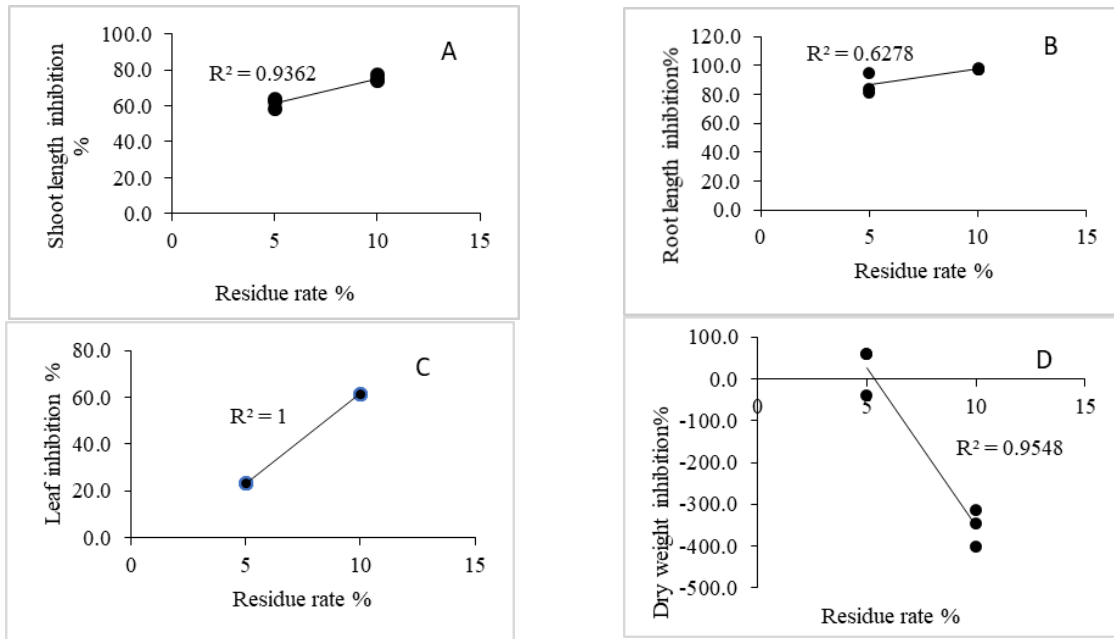 A
Shoot length inhibition
%
100.0
80.0
60.0
40.0
20.0
0.0
R² = 0.9362
0 5 10 15
Residue rate %
B
Root length inhibition%
120.0
100.0
80.0
60.0
40.0
20.0
0.0
R² = 0.6278
0 5 10 15
Residue rate %
C
Leaf inhibition %
80.0
60.0
40.0
20.0
0.0
R² = 1
0 5 10 15
Residue rate %
D
Dry weight inhibition%
100.0
0.0
-100.0
-200.0
-300.0
-400.0
-500.0
0 5 10 15
R² = 0.9548
Residue rate %